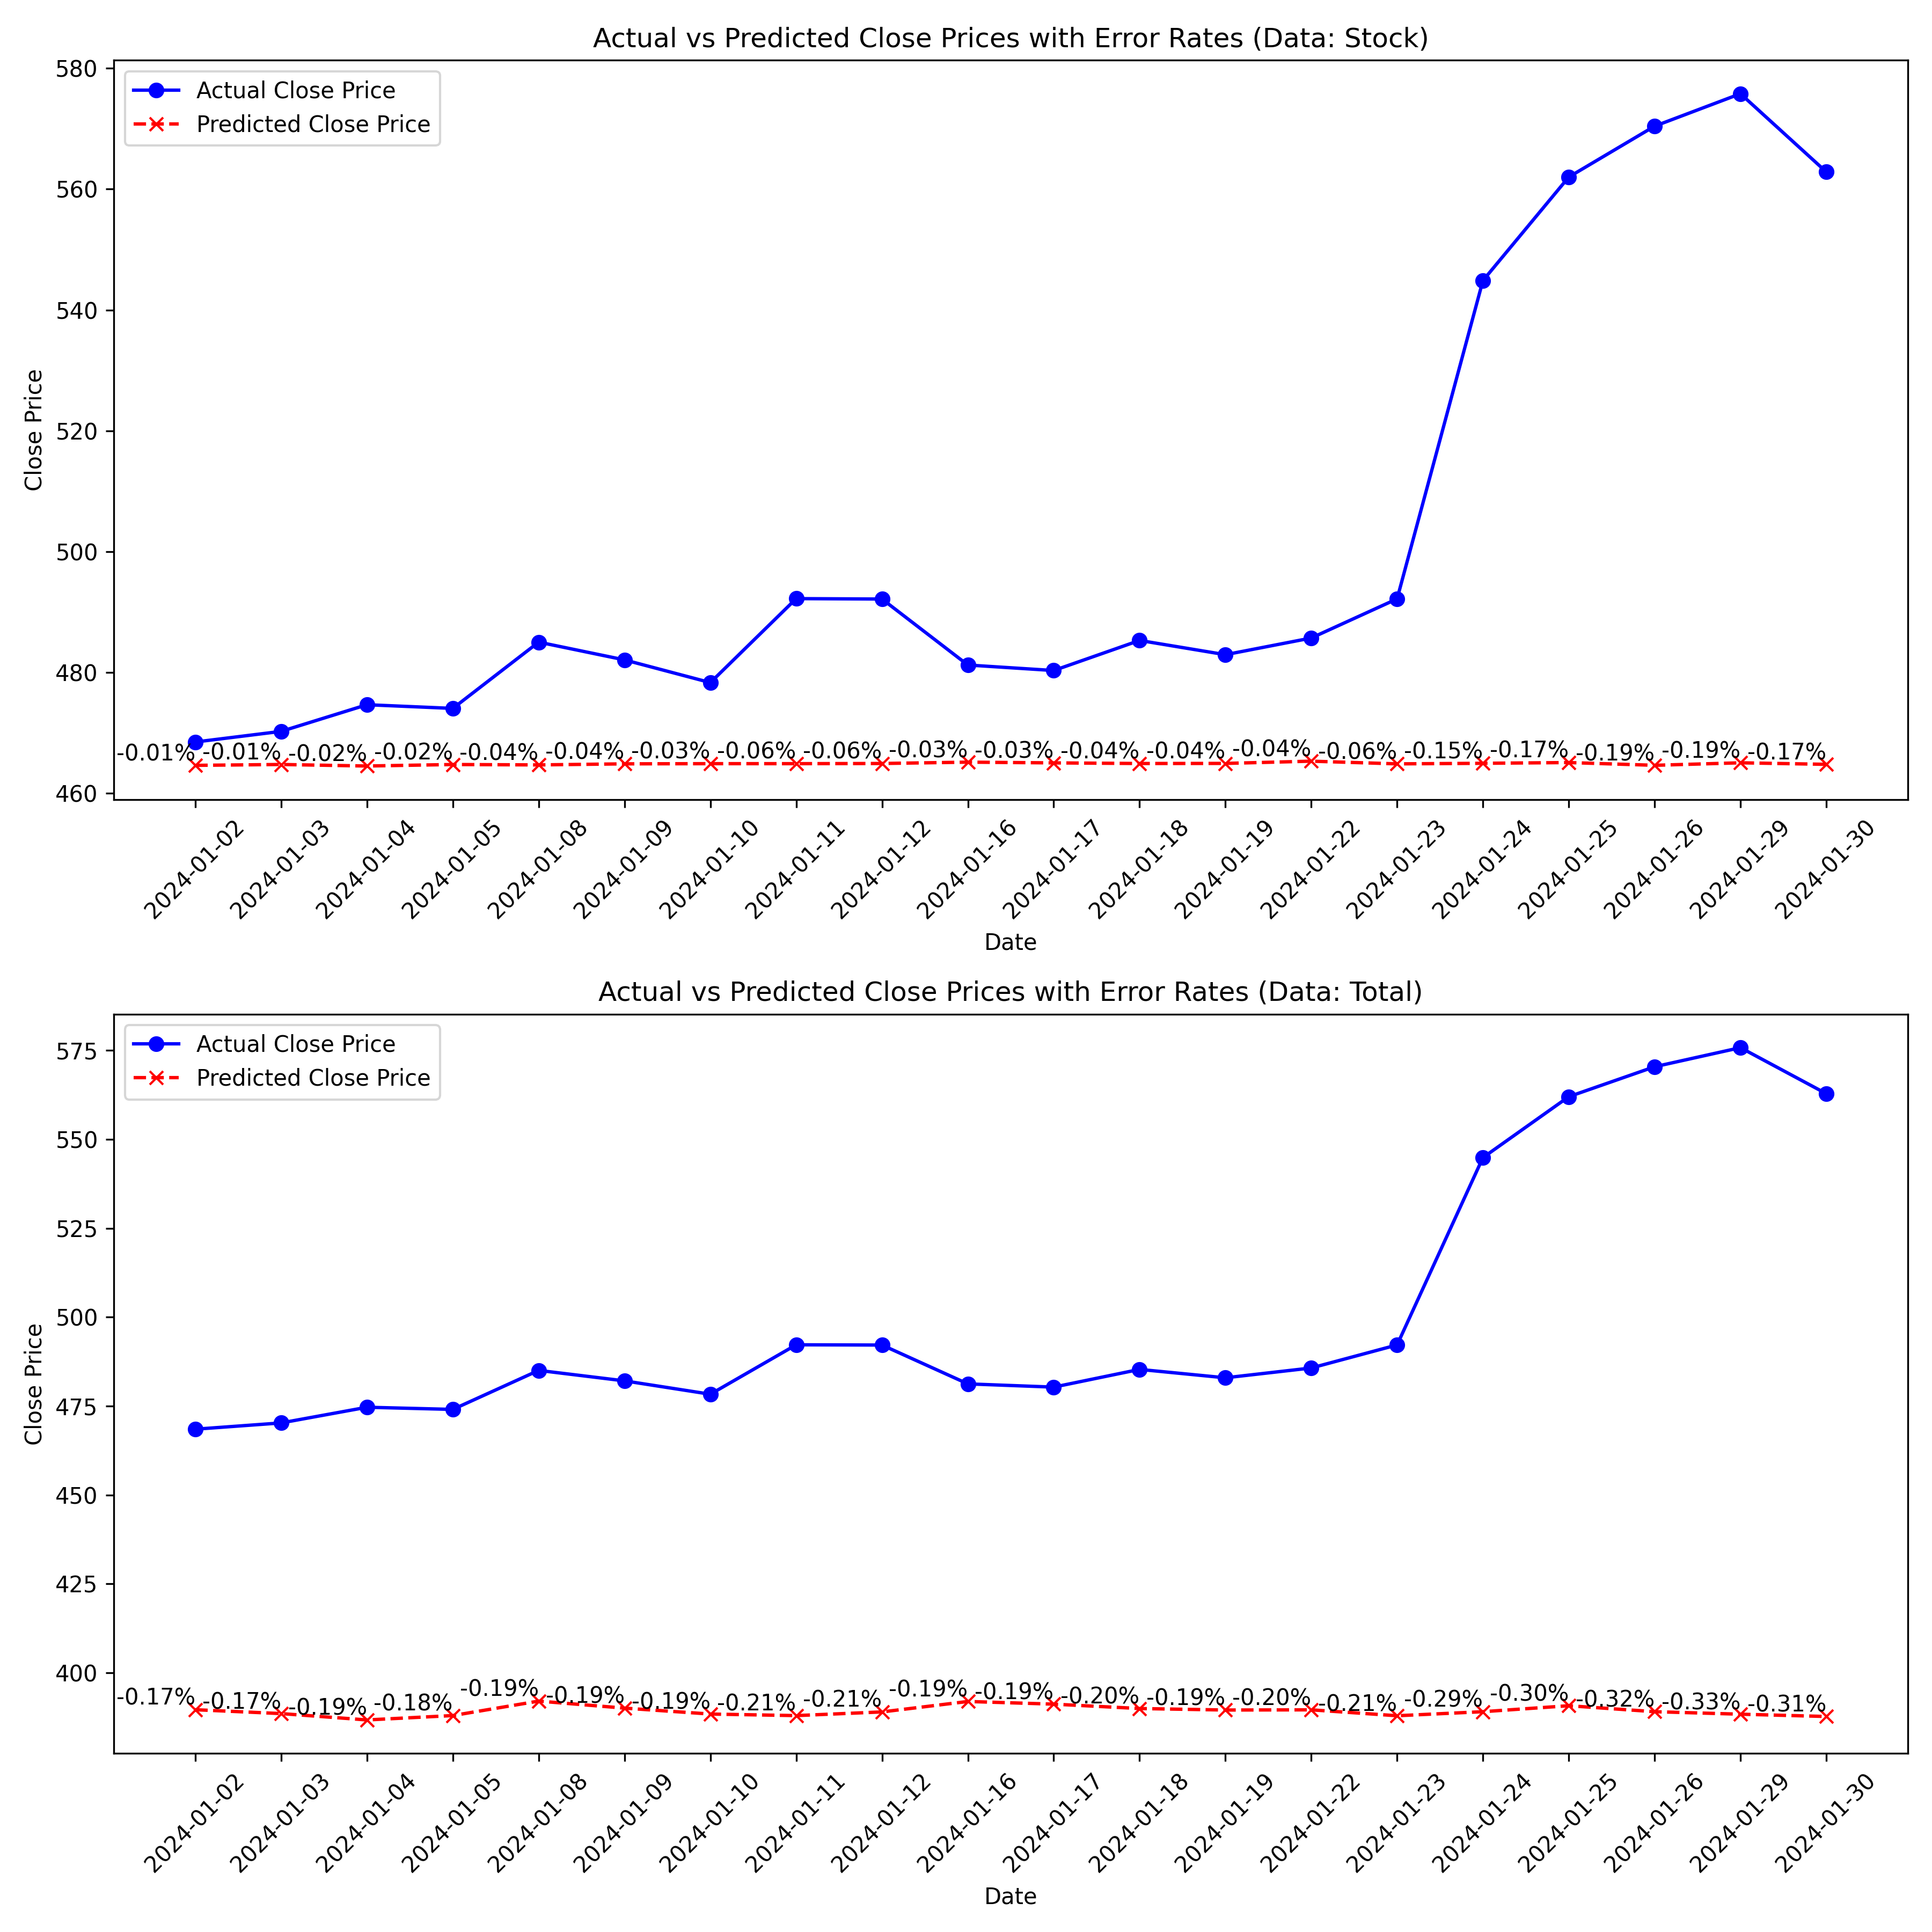 Actual vs Predicted Close Prices with Error Rates (Data: Stock)
Actual Close Price
Predicted Close Price
Close Price
580
560
540
520
500
480
460
-0.01% -0.01% -0.02% -0.02% -0.04% -0.04% -0.03% -0.06% -0.06% -0.03% -0.03% -0.04% -0.04% -0.04% -0.06% -0.15% -0.17% -0.19% -0.19% -0.17%
2024-01-02 2024-01-03 2024-01-04 2024-01-05 2024-01-08 2024-01-09 2024-01-10 2024-01-11 2024-01-12 2024-01-16 2024-01-17 2024-01-18 2024-01-19 2024-01-22 2024-01-23 2024-01-24 2024-01-25 2024-01-26 2024-01-29 2024-01-30
Date
Actual vs Predicted Close Prices with Error Rates (Data: Total)
Actual Close Price
Predicted Close Price
Close Price
575
550
525
500
475
450
425
400
-0.17% -0.17% -0.19% -0.18% -0.19% -0.19% -0.19% -0.21% -0.21% -0.19% -0.19% -0.20% -0.19% -0.20% -0.21% -0.29% -0.30% -0.32% -0.33% -0.31%
2024-01-02 2024-01-03 2024-01-04 2024-01-05 2024-01-08 2024-01-09 2024-01-10 2024-01-11 2024-01-12 2024-01-16 2024-01-17 2024-01-18 2024-01-19 2024-01-22 2024-01-23 2024-01-24 2024-01-25 2024-01-26 2024-01-29 2024-01-30
Date